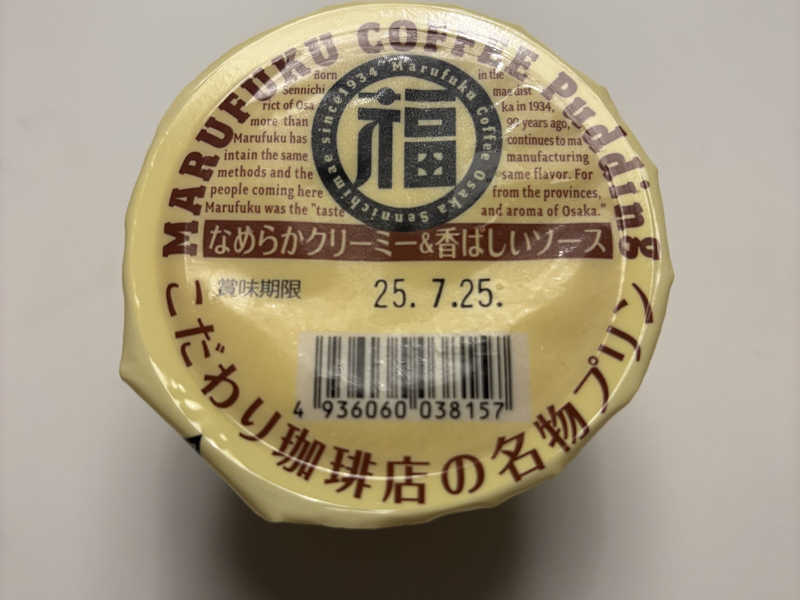 MARUFUKU COFFEE Pudding
since1934 Marufuku Coffee Osaka Sennichimae
福
Born in the
Sennichi mae dist
rict of Osa ka in 1934.
more than 90 years ago,
Marufuku has continues to ma
intain the same manufacturing
methods and the same flavor. For
people coming here from the provinces,
Marufuku was the "taste and aroma of Osaka."
なめらかクリーミー&香ばしいソース
賞味期限 25. 7.25.
4 936060 038157
こだわり珈琲店の名物プリン